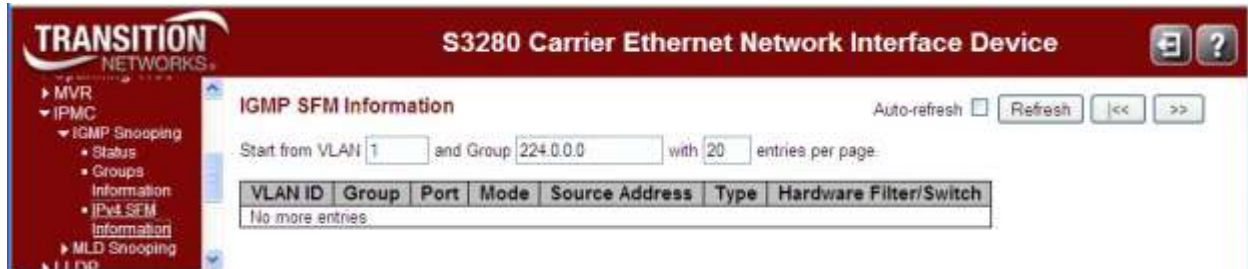 TRANSITION
NETWORKS.
S3280 Carrier Ethernet Network Interface Device
?
MVR
IPMC
IGMP Snooping
Status
Groups
Information
IPv4 SFM
Information
MLD Snooping
LLDP
IGMP SFM Information
Auto-refresh Refresh |<< >>
Start from VLAN 1 and Group 224.0.0.0 with 20 entries per page.
VLAN ID Group Port Mode Source Address Type Hardware Filter/Switch
No more entries